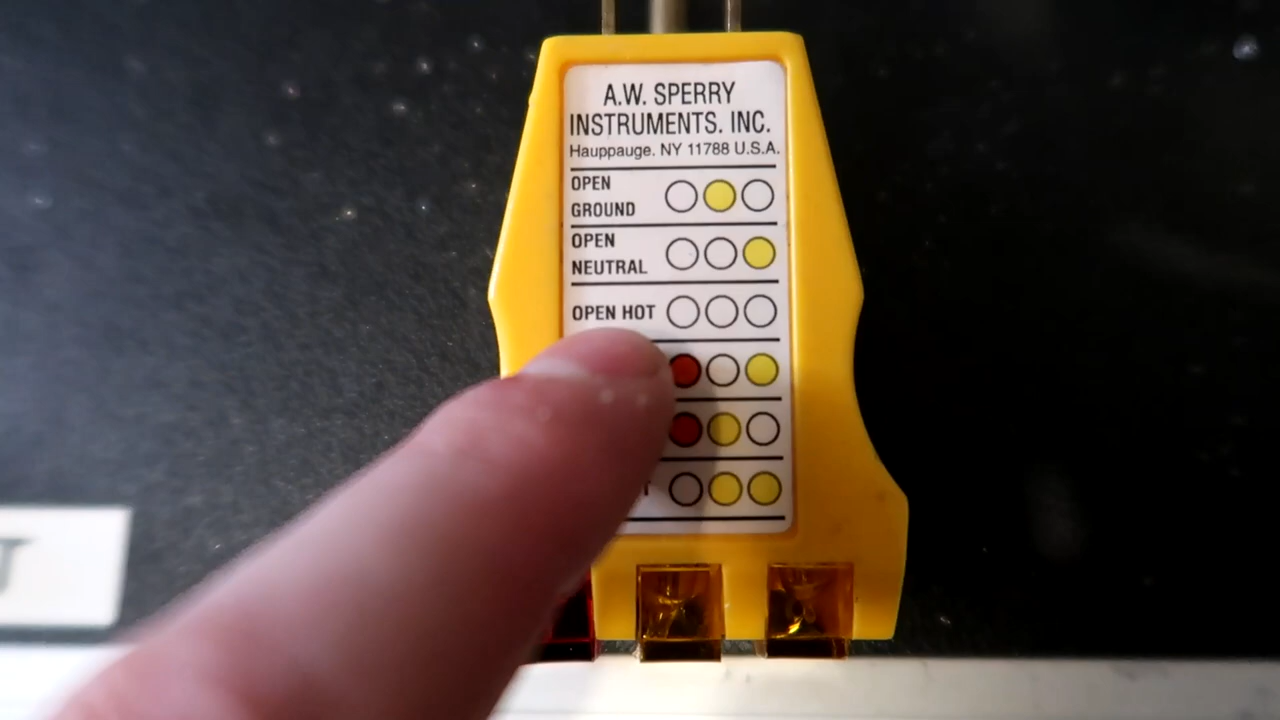 A.W. SPERRY
INSTRUMENTS. INC.
Hauppauge. NY 11788 U.S.A.
OPEN
GROUND
OPEN
NEUTRAL
OPEN HOT